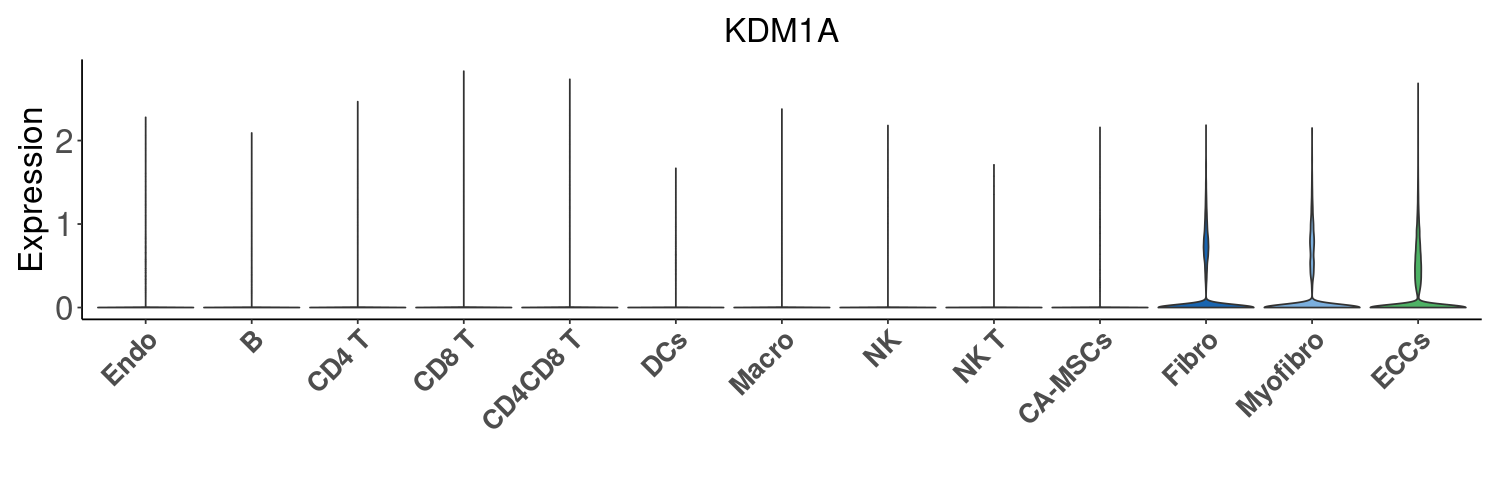 KDM1A
Expression
2
1
0
Endo
B
CD4 T
CD8 T
CD4CD8 T
DCs
Macro
NK
NK T
CA-MSCs
Fibro
Myofibro
ECCs